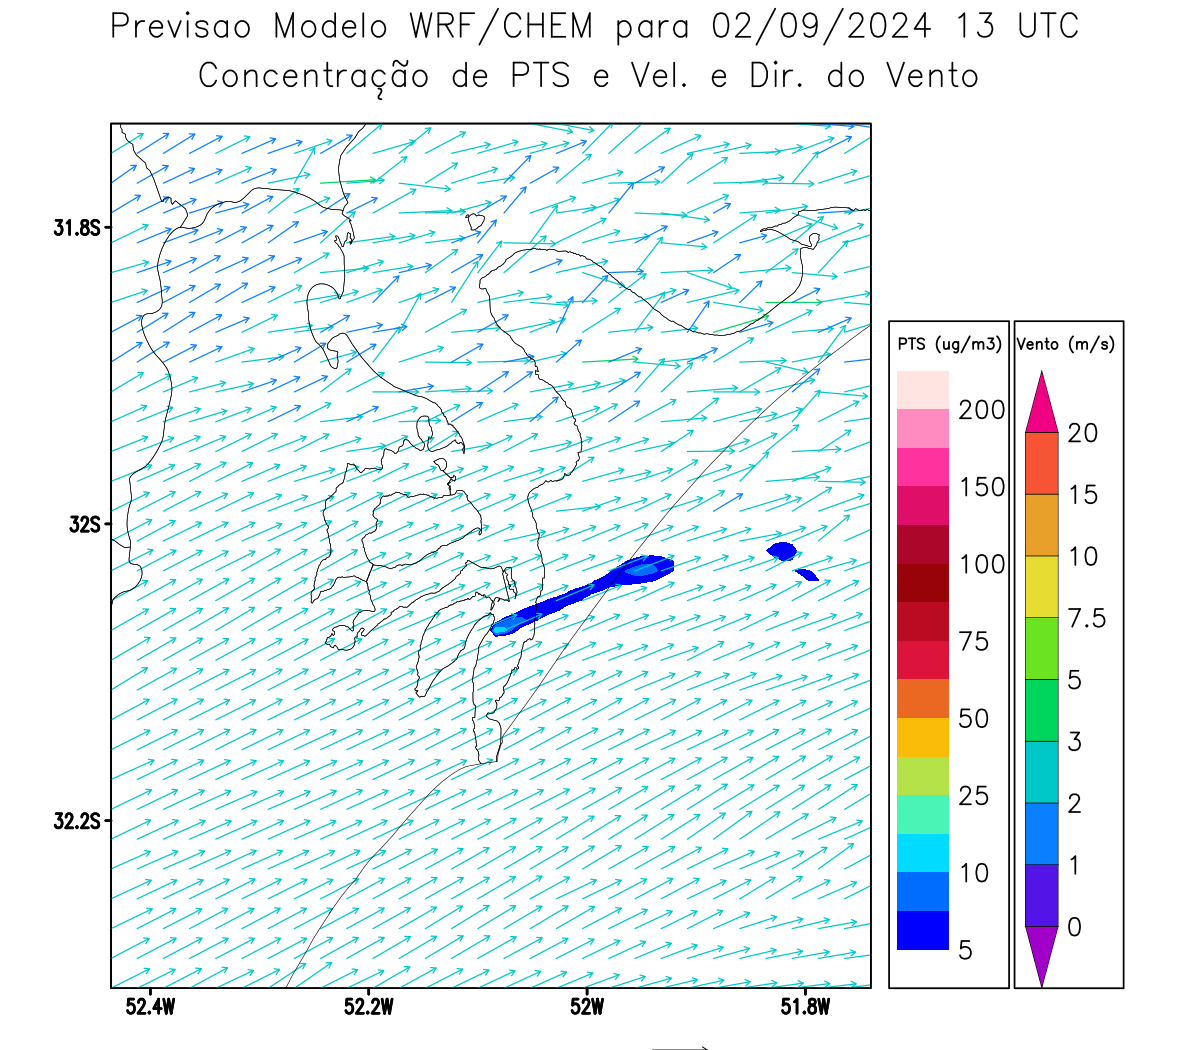 Previsao Modelo WRF/CHEM para 02/09/2024 13 UTC
Concentração de PTS e Vel. e Dir. do Vento
31.8S
32S
32.2S
52.4W
52.2W
52W
51.8W
PTS (ug/m3)
200
150
100
75
50
25
10
5
Vento (m/s)
20
15
10
7.5
5
3
2
1
0